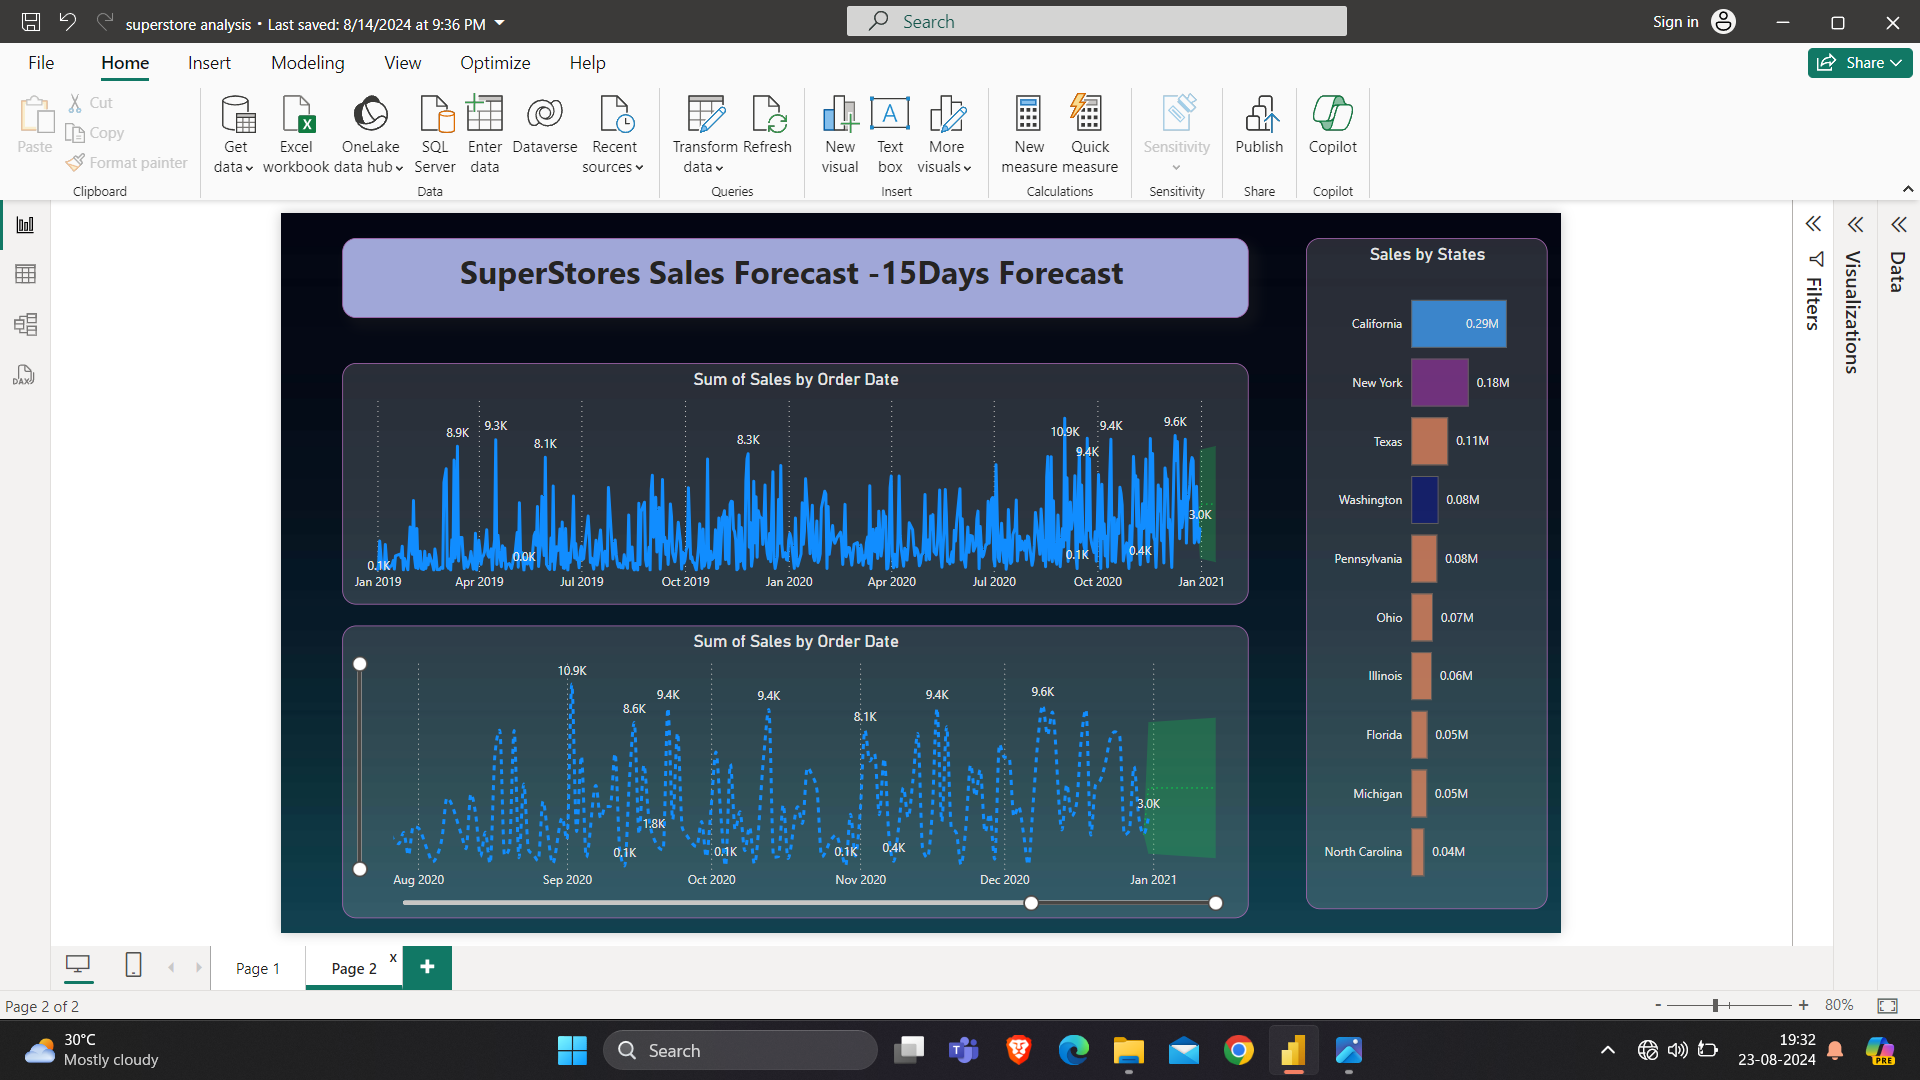 superstore analysis • Last saved: 8/14/2024 at 9:36 PM
Search
Sign in
File
Home
Insert
Modeling
View
Optimize
Help
Share
Paste
Cut
Copy
Format painter
Clipboard
Get data
Excel workbook
OneLake data hub
SQL Server
Enter data
Dataverse
Recent sources
Data
Transform data
Refresh
Queries
New visual
Text box
More visuals
Insert
New measure
Quick measure
Calculations
Sensitivity
Sensitivity
Publish
Share
Copilot
Copilot
DAX
SuperStores Sales Forecast -15Days Forecast
Sum of Sales by Order Date
8.9K
9.3K
8.1K
8.3K
10.9K
9.4K
9.4K
9.6K
3.0K
0.1K
0.0K
0.1K
0.4K
Jan 2019
Apr 2019
Jul 2019
Oct 2019
Jan 2020
Apr 2020
Jul 2020
Oct 2020
Jan 2021
Sum of Sales by Order Date
10.9K
8.6K
9.4K
9.4K
8.1K
9.4K
9.6K
3.0K
1.8K
0.1K
0.1K
0.1K
0.4K
Aug 2020
Sep 2020
Oct 2020
Nov 2020
Dec 2020
Jan 2021
Sales by States
California 0.29M
New York 0.18M
Texas 0.11M
Washington 0.08M
Pennsylvania 0.08M
Ohio 0.07M
Illinois 0.06M
Florida 0.05M
Michigan 0.05M
North Carolina 0.04M
Filters
Visualizations
Data
Page 1
Page 2
x
Page 2 of 2
- + 80%
30°C
Mostly cloudy
Search
19:32
23-08-2024
PRE